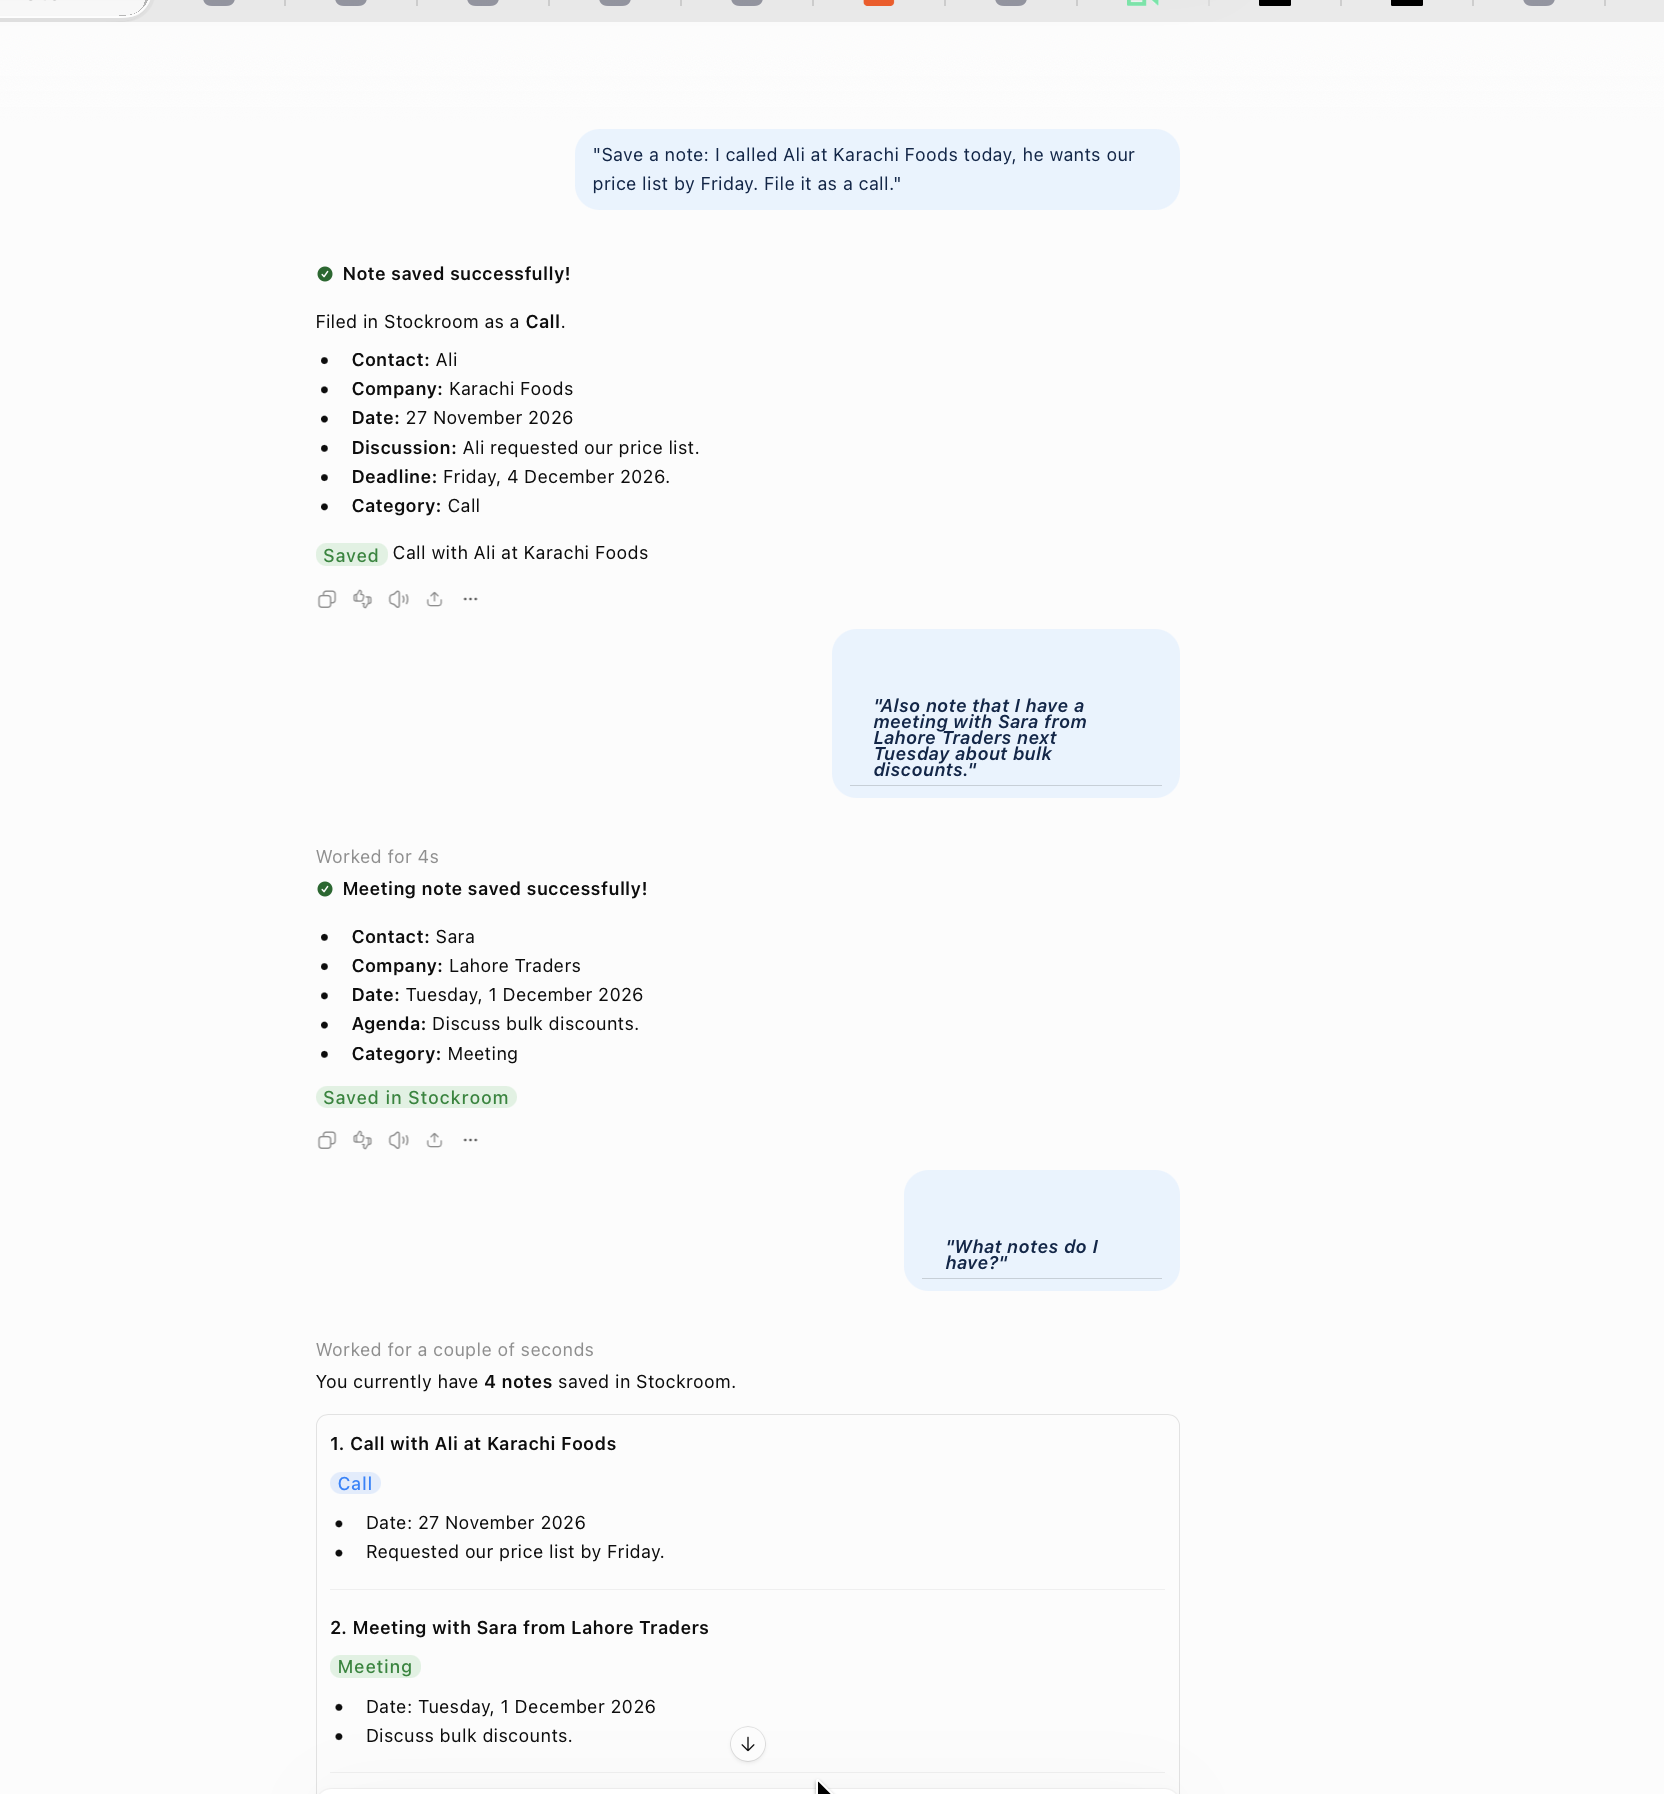 "Save a note: I called Ali at Karachi Foods today, he wants our
price list by Friday. File it as a call."
Note saved successfully!
Filed in Stockroom as a Call.
• Contact: Ali
• Company: Karachi Foods
• Date: 27 November 2026
• Discussion: Ali requested our price list.
• Deadline: Friday, 4 December 2026.
• Category: Call
Saved Call with Ali at Karachi Foods
"Also note that I have a
meeting with Sara from
Lahore Traders next
Tuesday about bulk
discounts."
Worked for 4s
Meeting note saved successfully!
• Contact: Sara
• Company: Lahore Traders
• Date: Tuesday, 1 December 2026
• Agenda: Discuss bulk discounts.
• Category: Meeting
Saved in Stockroom
"What notes do I
have?"
Worked for a couple of seconds
You currently have 4 notes saved in Stockroom.
1. Call with Ali at Karachi Foods
Call
• Date: 27 November 2026
• Requested our price list by Friday.
2. Meeting with Sara from Lahore Traders
Meeting
• Date: Tuesday, 1 December 2026
• Discuss bulk discounts.